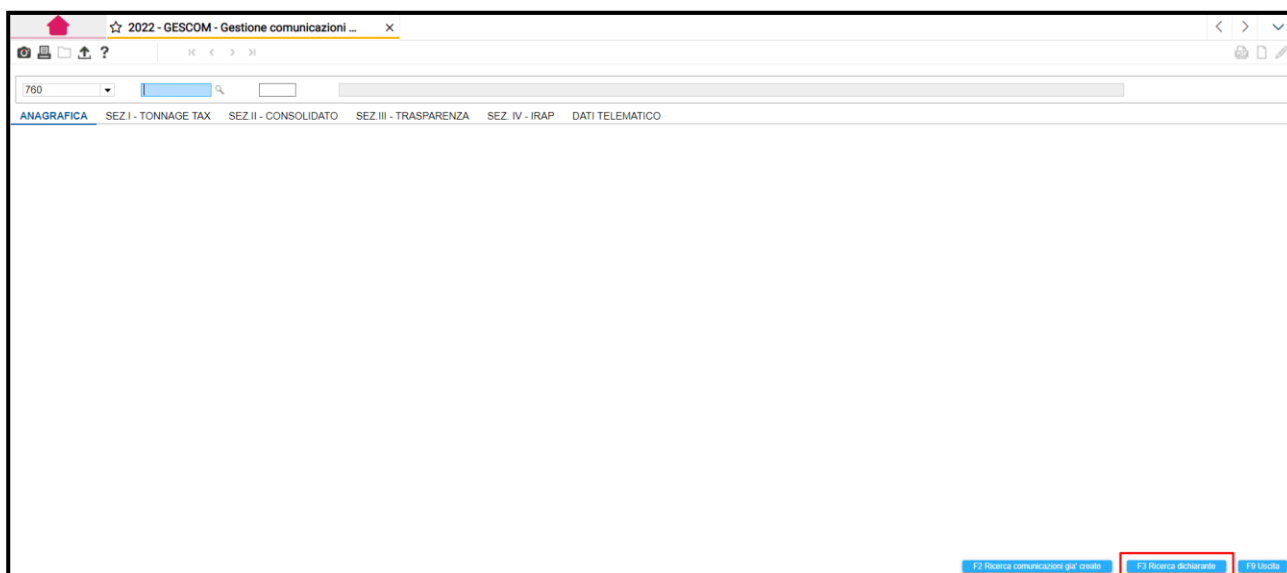 2022 - GESCOM - Gestione comunicazioni ...
?
760
ANAGRAFICA SEZ.I - TONNAGE TAX SEZ.II - CONSOLIDATO SEZ.III - TRASPARENZA SEZ. IV - IRAP DATI TELEMATICO
F2 Ricerca comunicazioni gia' create F3 Ricerca dichiarante F9 Uscita